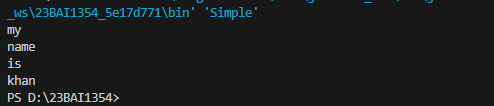 _ws\23BAI1354_5e17d771\bin' 'Simple'
my
name
is
khan
PS D:\23BAI1354>